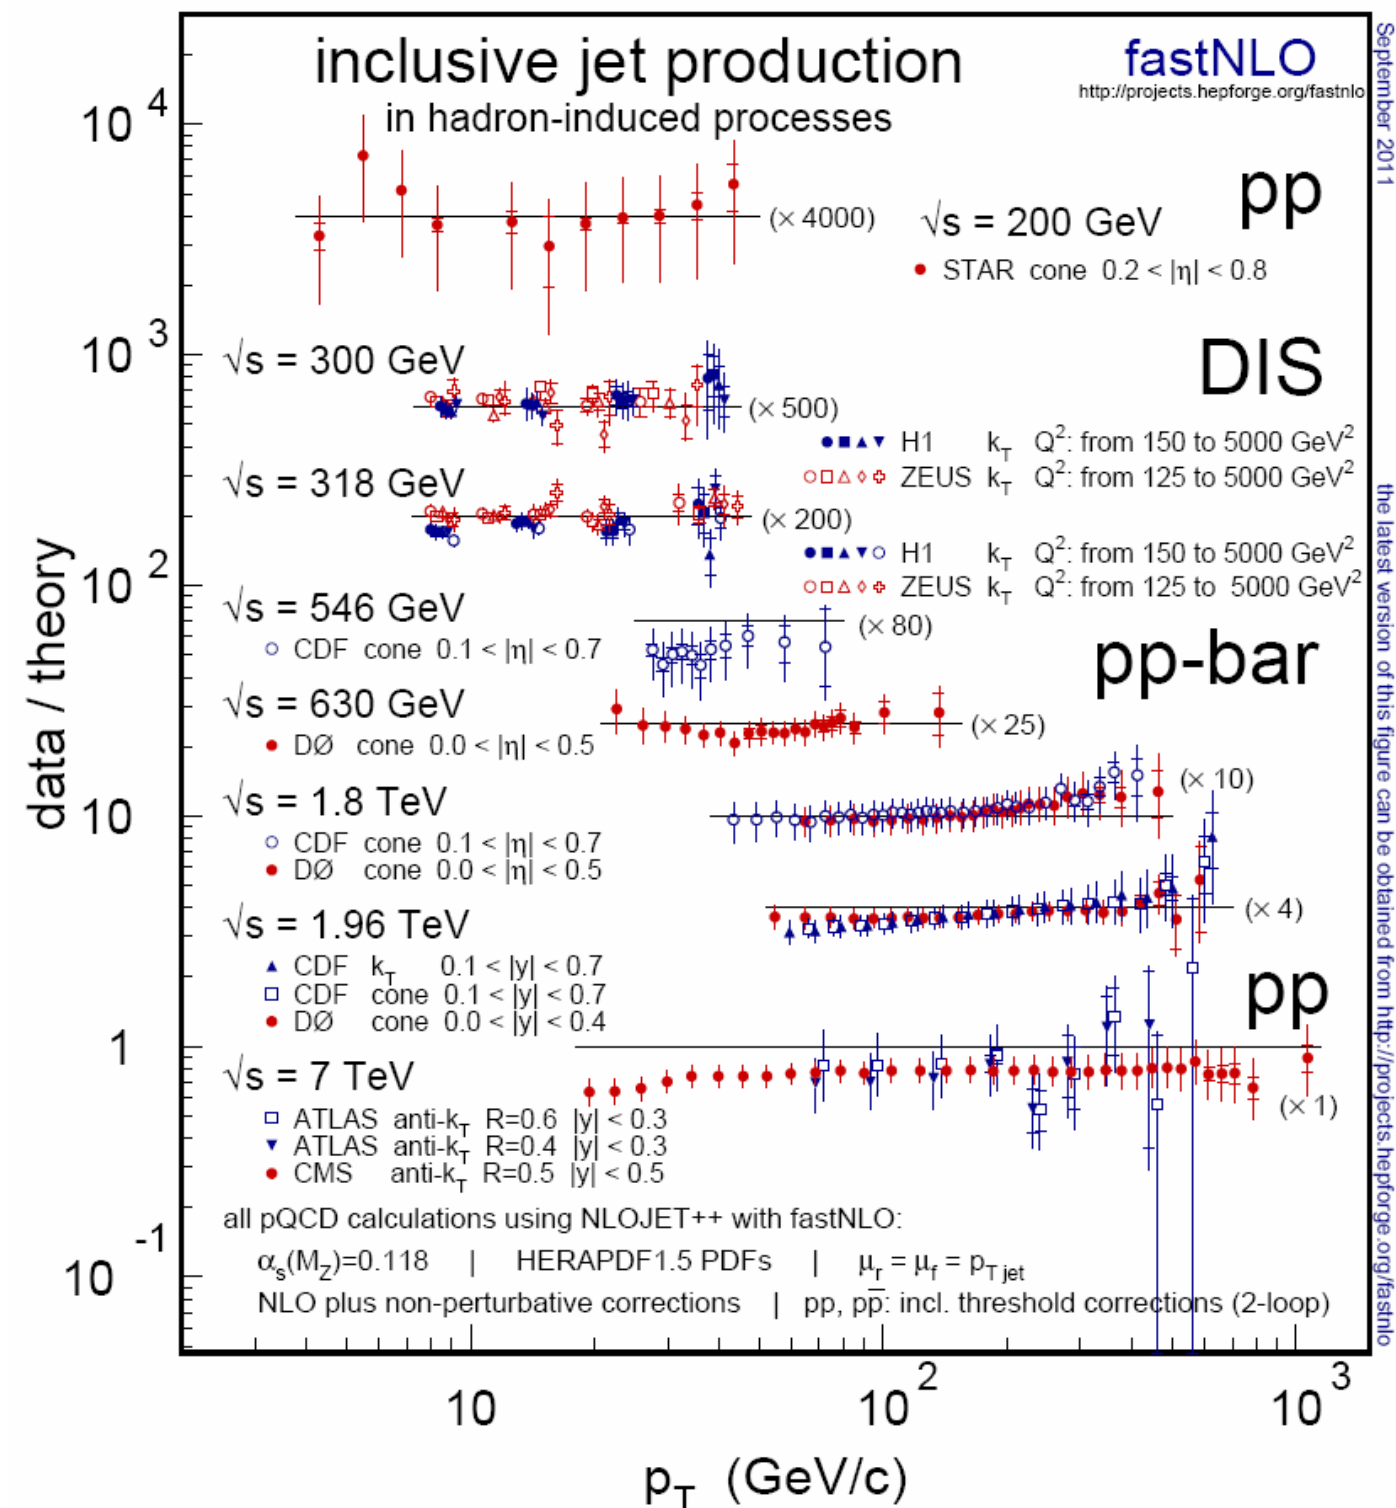 inclusive jet production
in hadron-induced processes
fastNLO
http://projects.hepforge.org/fastnlo
September 2011
the latest version of this figure can be obtained from http://projects.hepforge.org/fastnlo
pp
√s = 200 GeV
STAR cone 0.2 < |η| < 0.8
(× 4000)
DIS
√s = 300 GeV
(× 500)
H1 k_T Q²: from 150 to 5000 GeV²
ZEUS k_T Q²: from 125 to 5000 GeV²
√s = 318 GeV
(× 200)
H1 k_T Q²: from 150 to 5000 GeV²
ZEUS k_T Q²: from 125 to 5000 GeV²
pp-bar
√s = 546 GeV
CDF cone 0.1 < |η| < 0.7
(× 80)
√s = 630 GeV
DØ cone 0.0 < |η| < 0.5
(× 25)
√s = 1.8 TeV
CDF cone 0.1 < |η| < 0.7
DØ cone 0.0 < |η| < 0.5
(× 10)
√s = 1.96 TeV
CDF k_T 0.1 < |y| < 0.7
CDF cone 0.1 < |y| < 0.7
DØ cone 0.0 < |y| < 0.4
(× 4)
pp
√s = 7 TeV
ATLAS anti-k_T R=0.6 |y| < 0.3
ATLAS anti-k_T R=0.4 |y| < 0.3
CMS anti-k_T R=0.5 |y| < 0.5
(× 1)
all pQCD calculations using NLOJET++ with fastNLO:
α_s(M_Z)=0.118 | HERAPDF1.5 PDFs | μ_r = μ_f = p_T jet
NLO plus non-perturbative corrections | pp, pp̅: incl. threshold corrections (2-loop)
data / theory
10⁴
10³
10²
10
1
10⁻¹
10
10²
10³
p_T (GeV/c)